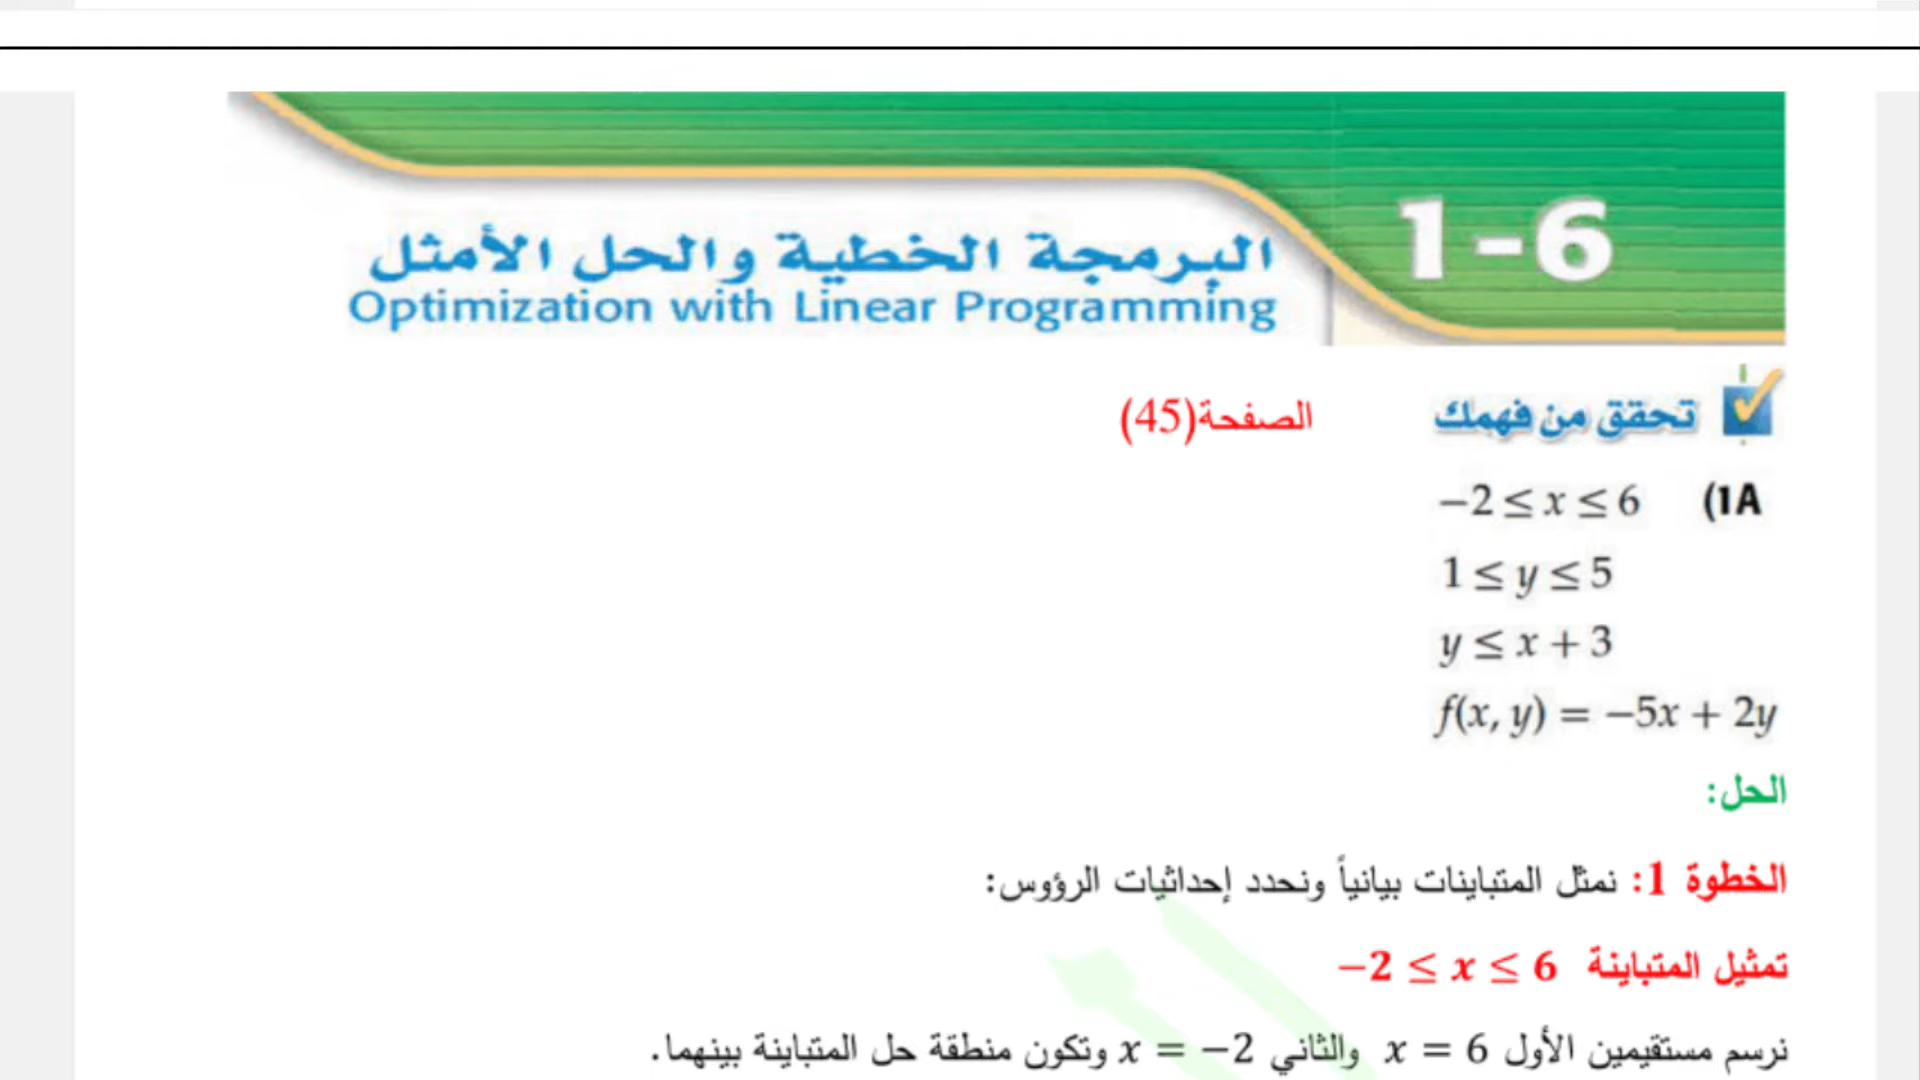 1-6
البرمجة الخطية والحل الأمثل
Optimization with Linear Programming
تحقق من فهمك الصفحة(45)
(1A −2 ≤ x ≤ 6
1 ≤ y ≤ 5
y ≤ x + 3
f(x, y) = −5x + 2y
الحل:
الخطوة 1: نمثل المتباينات بيانياً ونحدد إحداثيات الرؤوس:
تمثيل المتباينة −2 ≤ x ≤ 6
نرسم مستقيمين الأول x = 6 والثاني x = −2 وتكون منطقة حل المتباينة بينهما.